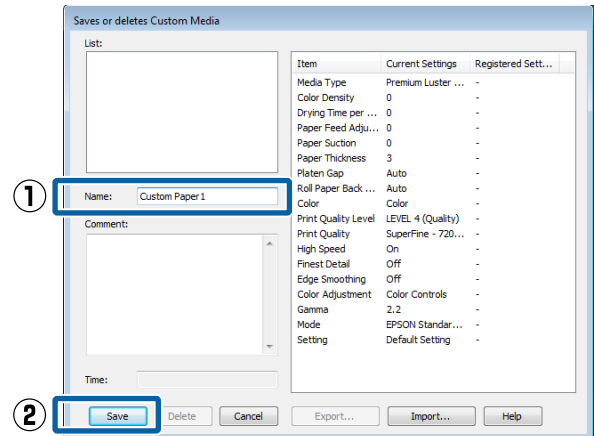 Saves or deletes Custom Media
List:
Item Current Settings Registered Sett...
Media Type Premium Luster ... -
Color Density 0 -
Drying Time per ... 0 -
Paper Feed Adju... 0 -
Paper Suction 0 -
Paper Thickness 3 -
Platen Gap Auto -
Roll Paper Back ... Auto -
Color Color -
Print Quality Level LEVEL 4 (Quality) -
Print Quality SuperFine - 720... -
High Speed On -
Finest Detail Off -
Edge Smoothing Off -
Color Adjustment Color Controls -
Gamma 2.2 -
Mode EPSON Standar... -
Setting Default Setting -
① Name: Custom Paper 1
Comment:
Time:
② Save Delete Cancel Export... Import... Help